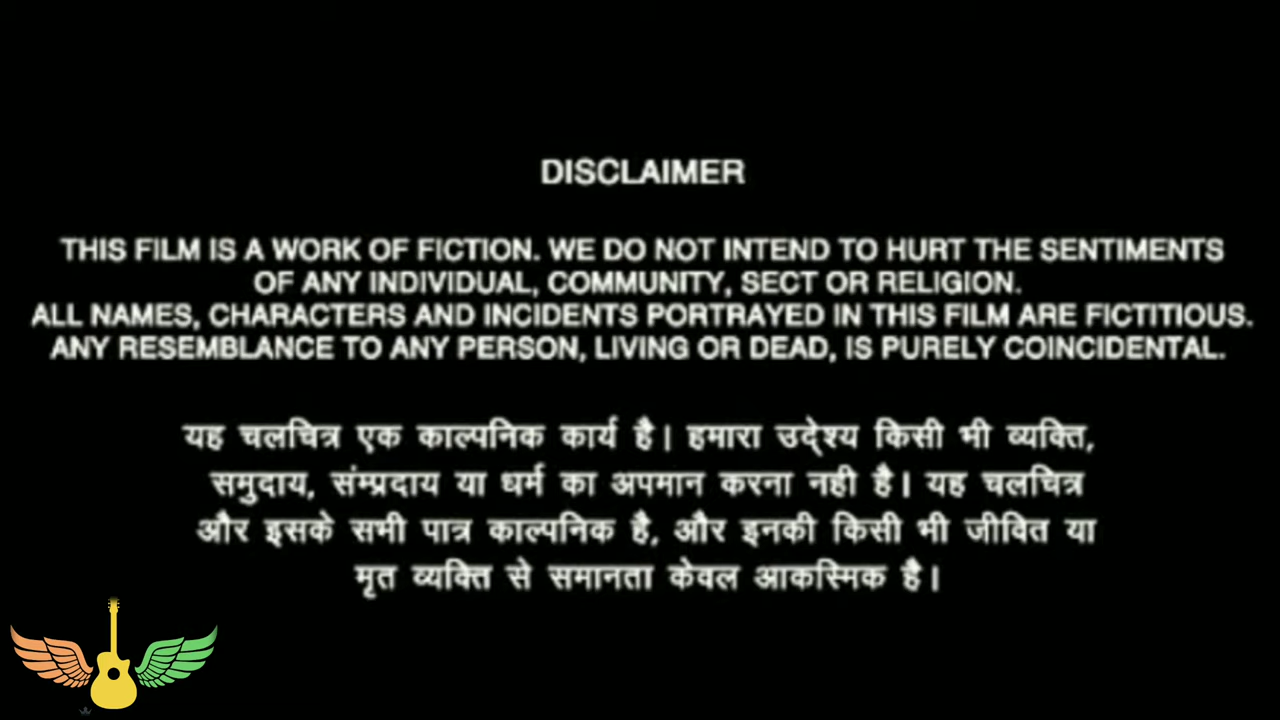 DISCLAIMER
THIS FILM IS A WORK OF FICTION. WE DO NOT INTEND TO HURT THE SENTIMENTS
OF ANY INDIVIDUAL, COMMUNITY, SECT OR RELIGION.
ALL NAMES, CHARACTERS AND INCIDENTS PORTRAYED IN THIS FILM ARE FICTITIOUS.
ANY RESEMBLANCE TO ANY PERSON, LIVING OR DEAD, IS PURELY COINCIDENTAL.
यह चलचित्र एक काल्पनिक कार्य है। हमारा उद्देश्य किसी भी व्यक्ति,
समुदाय, संम्प्रदाय या धर्म का अपमान करना नही है। यह चलचित्र
और इसके सभी पात्र काल्पनिक है, और इनकी किसी भी जीवित या
मृत व्यक्ति से समानता केवल आकस्मिक है।